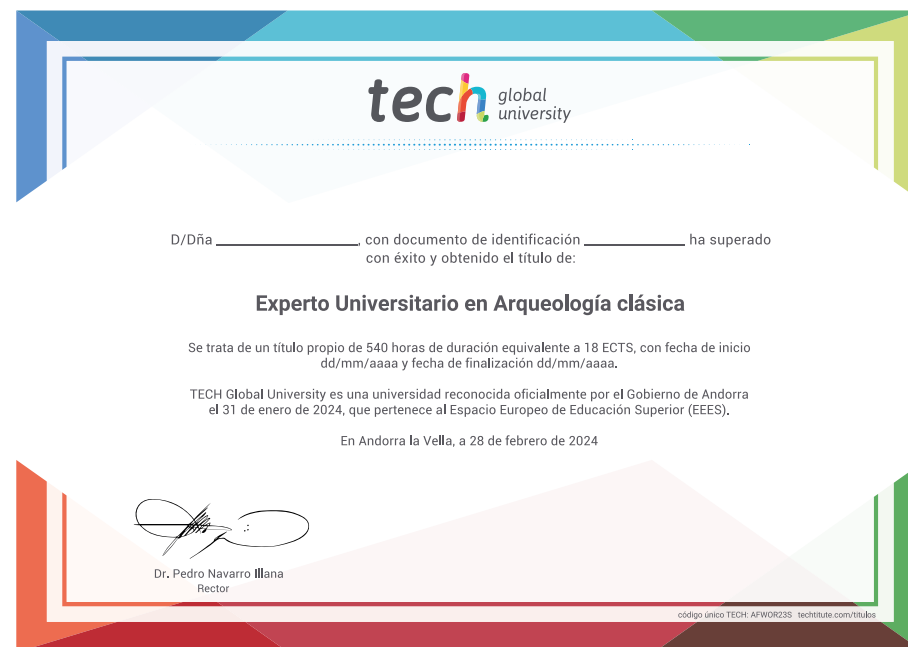 tech global university
D/Dña ____________________, con documento de identificación ______________ ha superado
con éxito y obtenido el título de:
Experto Universitario en Arqueología clásica
Se trata de un título propio de 540 horas de duración equivalente a 18 ECTS, con fecha de inicio
dd/mm/aaaa y fecha de finalización dd/mm/aaaa.
TECH Global University es una universidad reconocida oficialmente por el Gobierno de Andorra
el 31 de enero de 2024, que pertenece al Espacio Europeo de Educación Superior (EEES).
En Andorra la Vella, a 28 de febrero de 2024
Dr. Pedro Navarro Illana
Rector
código único TECH: AFWOR23S techtitute.com/titulos